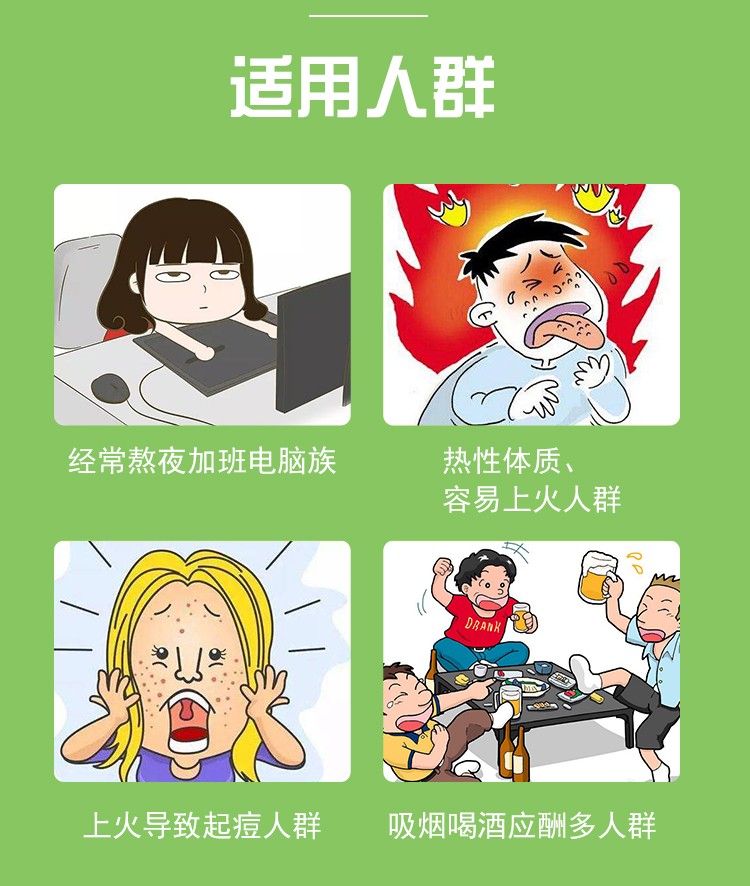 适用人群
经常熬夜加班电脑族
热性体质、
容易上火人群
上火导致起痘人群
DRANK
吸烟喝酒应酬多人群